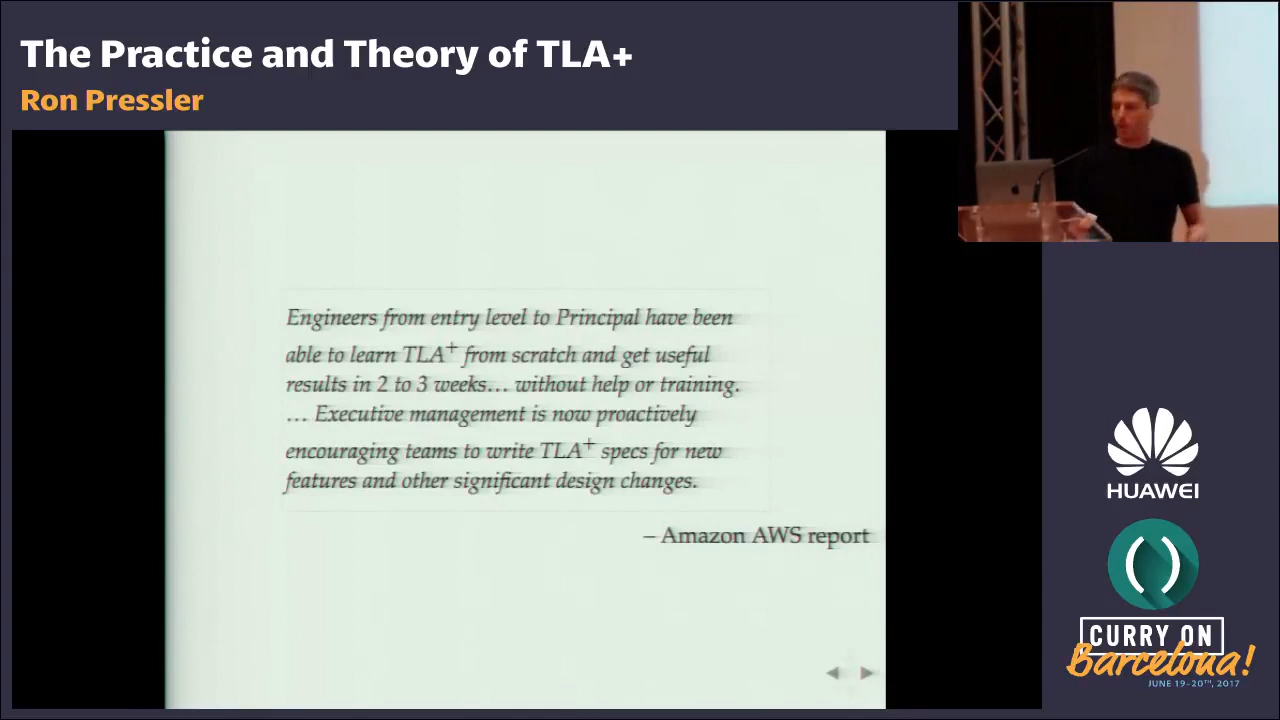 The Practice and Theory of TLA+
Ron Pressler
Engineers from entry level to Principal have been
able to learn TLA+ from scratch and get useful
results in 2 to 3 weeks… without help or training.
… Executive management is now proactively
encouraging teams to write TLA+ specs for new
features and other significant design changes.
– Amazon AWS report
HUAWEI
CURRY ON
Barcelona!
JUNE 19-20TH, 2017